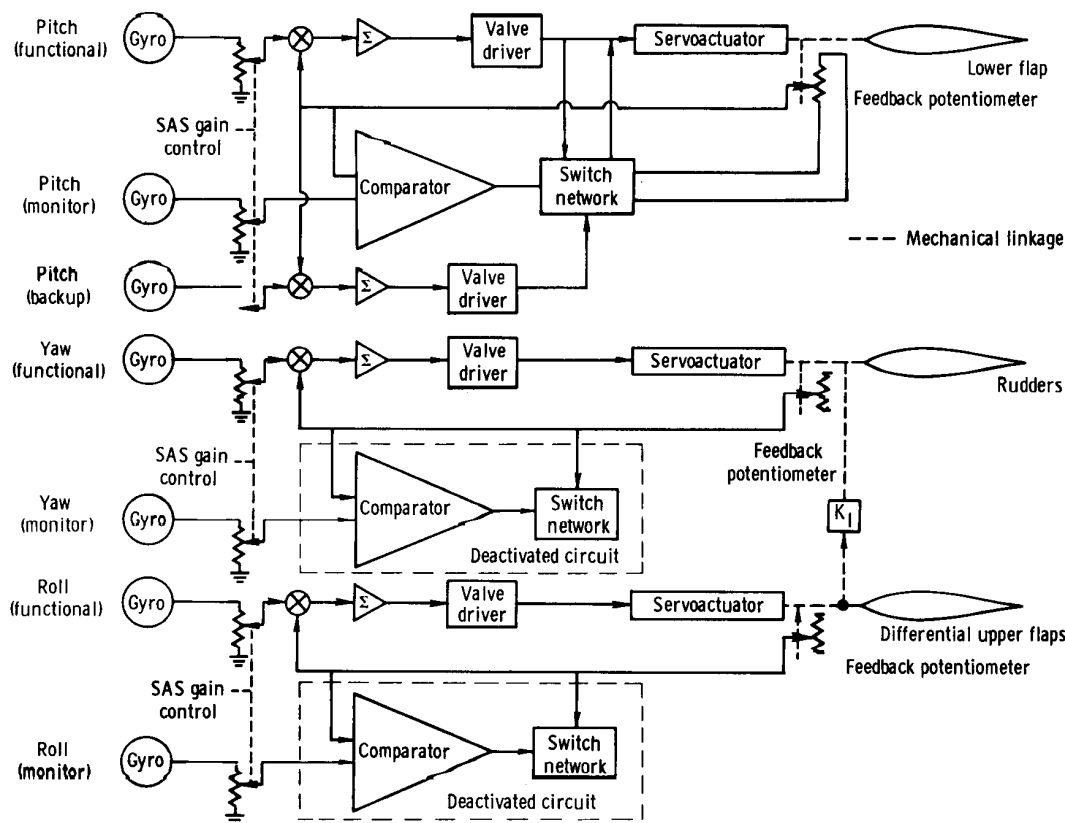 Pitch
(functional)
Gyro
Σ
Valve
driver
Servoactuator
Lower flap
Feedback potentiometer
SAS gain
control
Pitch
(monitor)
Gyro
Comparator
Switch
network
Mechanical linkage
Pitch
(backup)
Gyro
Σ
Valve
driver
Yaw
(functional)
Gyro
Σ
Valve
driver
Servoactuator
Rudders
Feedback
potentiometer
SAS gain
control
Yaw
(monitor)
Gyro
Comparator
Switch
network
Deactivated circuit
K1
Roll
(functional)
Gyro
Σ
Valve
driver
Servoactuator
Differential upper flaps
Feedback potentiometer
SAS gain
control
Roll
(monitor)
Gyro
Comparator
Switch
network
Deactivated circuit